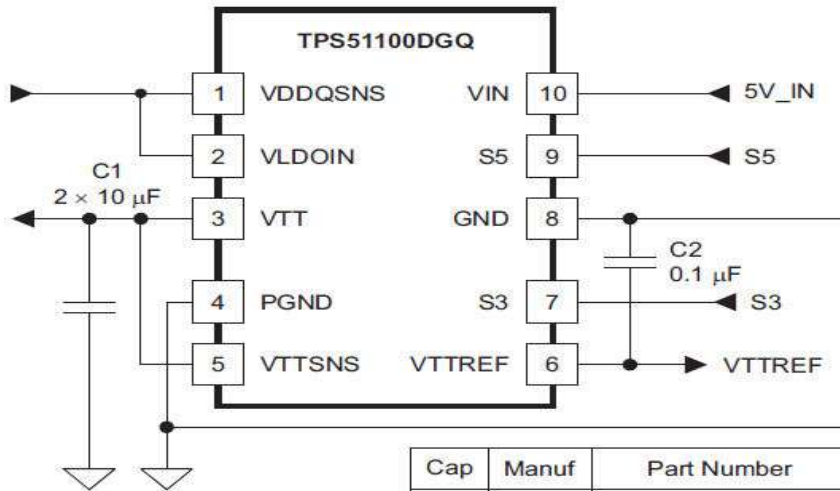 TPS51100DGQ
1 VDDQSNS VIN 10 5V_IN
2 VLDOIN S5 9 S5
C1
2 × 10 μF
3 VTT GND 8
C2
0.1 μF
4 PGND S3 7 S3
5 VTTSNS VTTREF 6 VTTREF
Cap Manuf Part Number